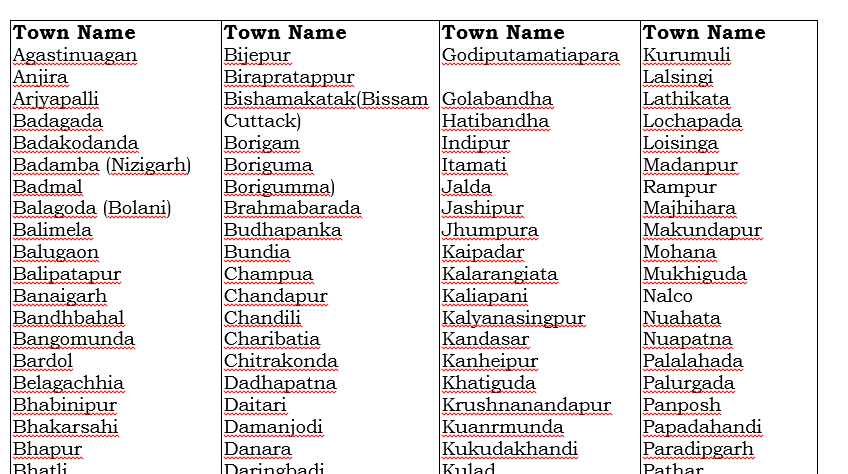 Town Name Town Name Town Name Town Name
Agastinuagan Bijepur Godiputamatiapara Kurumuli
Anjira Birapratappur Lalsingi
Arjyapalli Bishamakatak(Bissam Golabandha Lathikata
Badagada Cuttack) Hatibandha Lochapada
Badakodanda Borigam Indipur Loisinga
Badamba (Nizigarh) Boriguma Itamati Madanpur
Badmal Borigumma) Jalda Rampur
Balagoda (Bolani) Brahmabarada Jashipur Majhihara
Balimela Budhapanka Jhumpura Makundapur
Balugaon Bundia Kaipadar Mohana
Balipatapur Champua Kalarangiata Mukhiguda
Banaigarh Chandapur Kaliapani Nalco
Bandhbahal Chandili Kalyanasingpur Nuahata
Bangomunda Charibatia Kandasar Nuapatna
Bardol Chitrakonda Kanheipur Palalahada
Belagachhia Dadhapatna Khatiguda Palurgada
Bhabinipur Daitari Krushnanandapur Panposh
Bhakarsahi Damanjodi Kuanrmunda Papadahandi
Bhapur Danara Kukudakhandi Paradipgarh
Bhatli Daringbadi Kulad Pathar